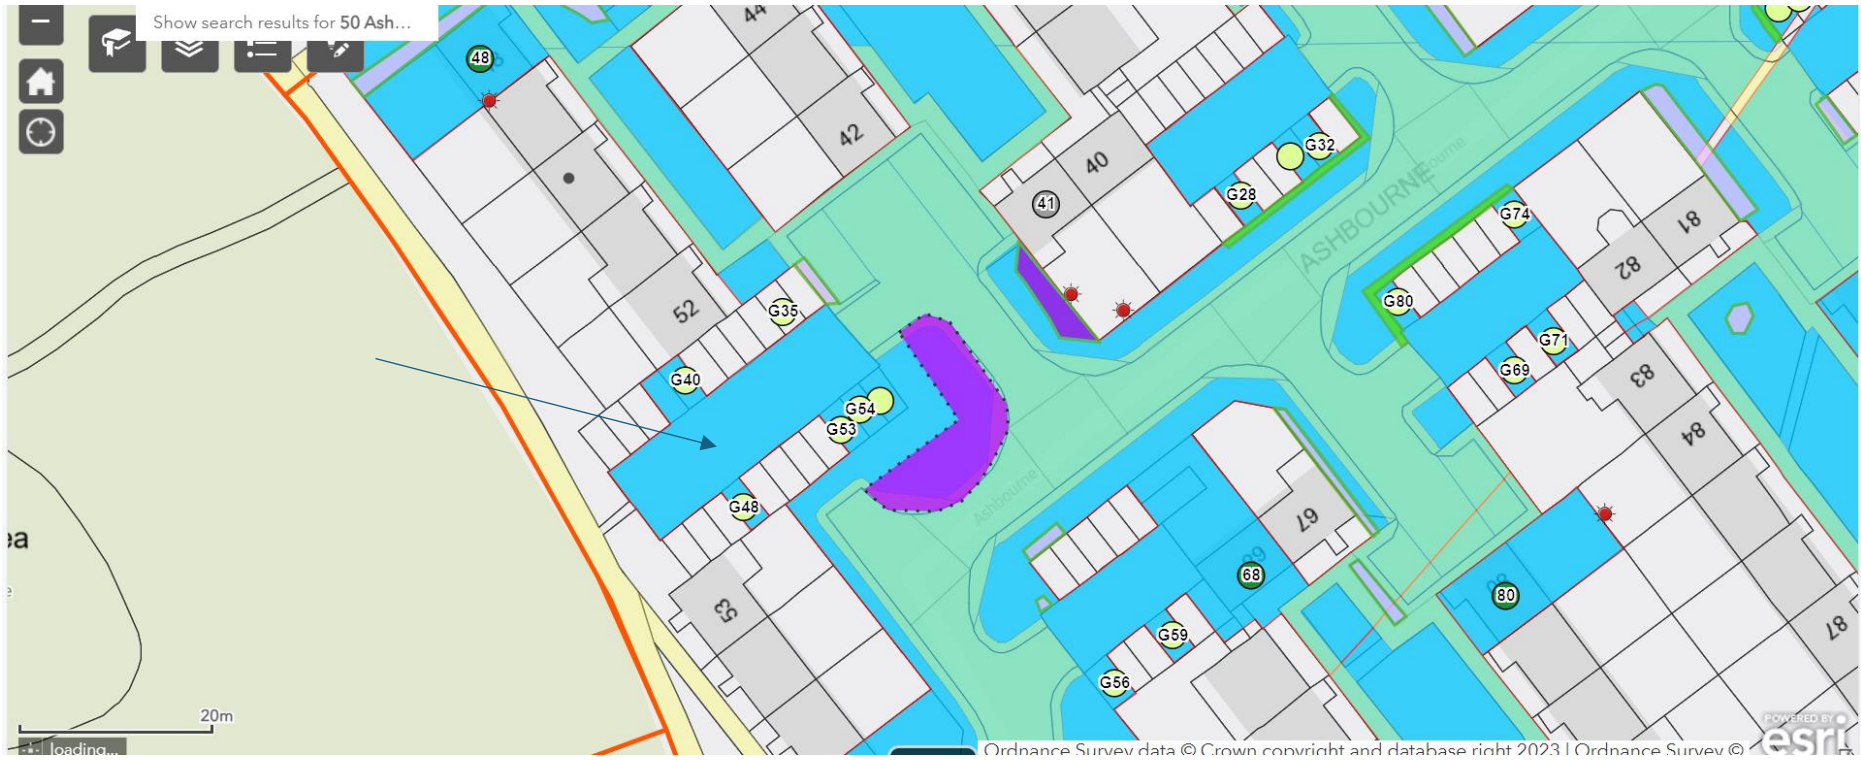 Show search results for 50 Ash…
48
44
42
40
41
G32
G28
ASHBOURNE
Ashbourne
G74
81
82
G80
G71
G69
83
84
52
G35
G40
G54
G53
G48
Ashbourne
67
68
80
87
53
G59
G56
ea
20m
loading...
POWERED BY
esri
Ordnance Survey data © Crown copyright and database right 2023 | Ordnance Survey ©